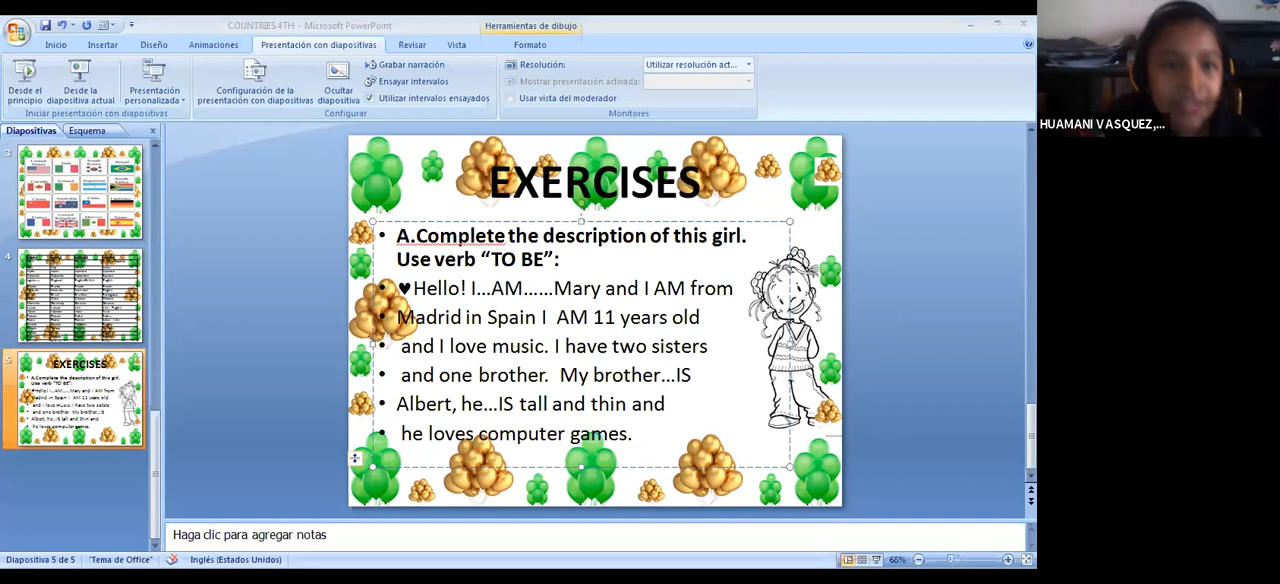 COUNTRIES 4TH - Microsoft PowerPoint
Herramientas de dibujo
Inicio
Insertar
Diseño
Animaciones
Presentación con diapositivas
Revisar
Vista
Formato
Desde el principio
Desde la diapositiva actual
Presentación personalizada
Iniciar presentación con diapositivas
Configuración de la presentación con diapositivas
Ocultar diapositiva
Grabar narración
Ensayar intervalos
Utilizar intervalos ensayados
Configurar
Resolución:
Utilizar resolución act...
Mostrar presentación activada:
Usar vista del moderador
Monitores
HUAMANI VASQUEZ,...
Diapositivas
Esquema
3
4
5
EXERCISES
A.Complete the description of this girl.
Use verb “TO BE”:
♥Hello! I...AM......Mary and I AM from
Madrid in Spain I AM 11 years old
and I love music. I have two sisters
and one brother. My brother...IS
Albert, he...IS tall and thin and
he loves computer games.
Haga clic para agregar notas
Diapositiva 5 de 5
"Tema de Office"
Inglés (Estados Unidos)
68%